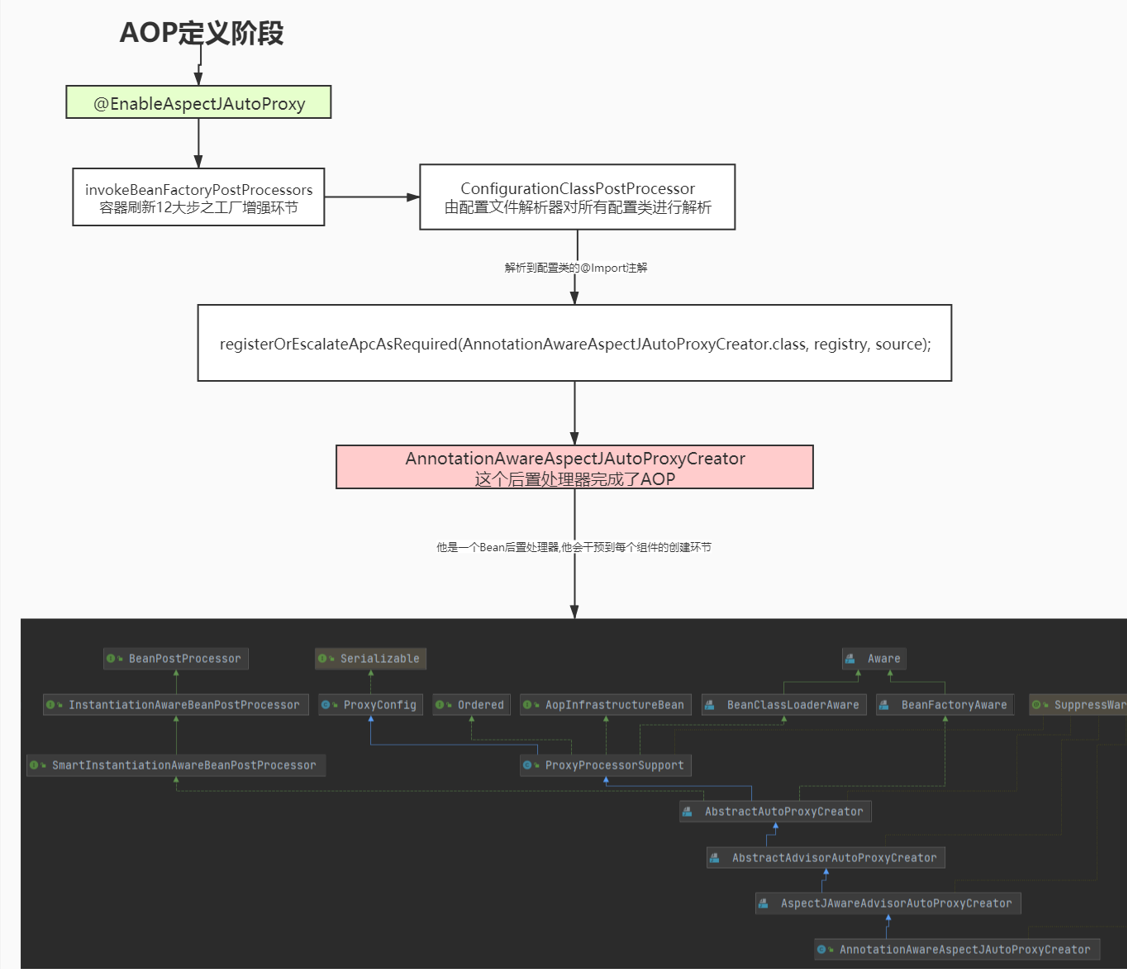 AOP定义阶段
@EnableAspectJAutoProxy
invokeBeanFactoryPostProcessors
容器刷新12大步之工厂增强环节
ConfigurationClassPostProcessor
由配置文件解析器对所有配置类进行解析
解析到配置类的@Import注解
registerOrEscalateApcAsRequired(AnnotationAwareAspectJAutoProxyCreator.class, registry, source);
AnnotationAwareAspectJAutoProxyCreator
这个后置处理器完成了AOP
他是一个Bean后置处理器,他会干预到每个组件的创建环节
BeanPostProcessor
Serializable
Aware
InstantiationAwareBeanPostProcessor
ProxyConfig
Ordered
AopInfrastructureBean
BeanClassLoaderAware
BeanFactoryAware
SuppressWar
SmartInstantiationAwareBeanPostProcessor
ProxyProcessorSupport
AbstractAutoProxyCreator
AbstractAdvisorAutoProxyCreator
AspectJAwareAdvisorAutoProxyCreator
AnnotationAwareAspectJAutoProxyCreator